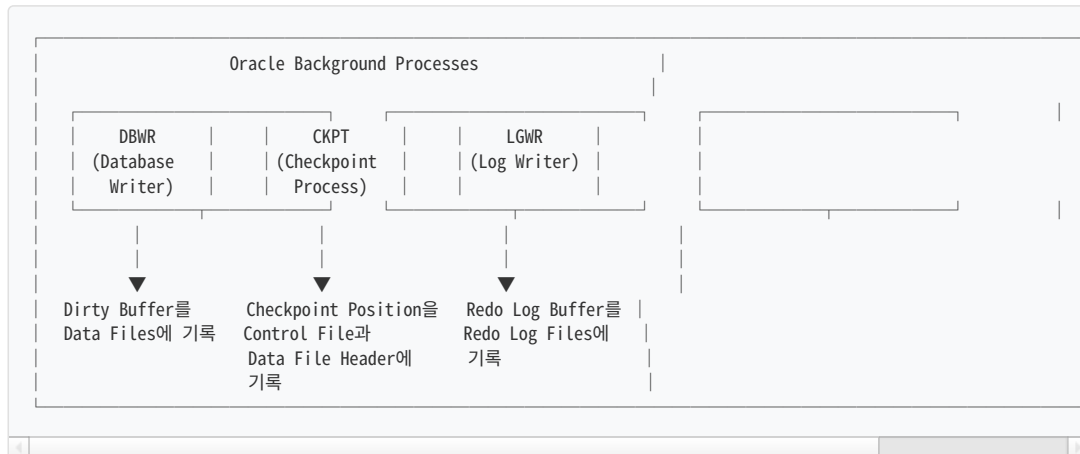 Oracle Background Processes
DBWR CKPT LGWR
(Database (Checkpoint (Log Writer)
Writer) Process)
Dirty Buffer를 Checkpoint Position을 Redo Log Buffer를
Data Files에 기록 Control File과 Redo Log Files에
Data File Header에 기록
기록